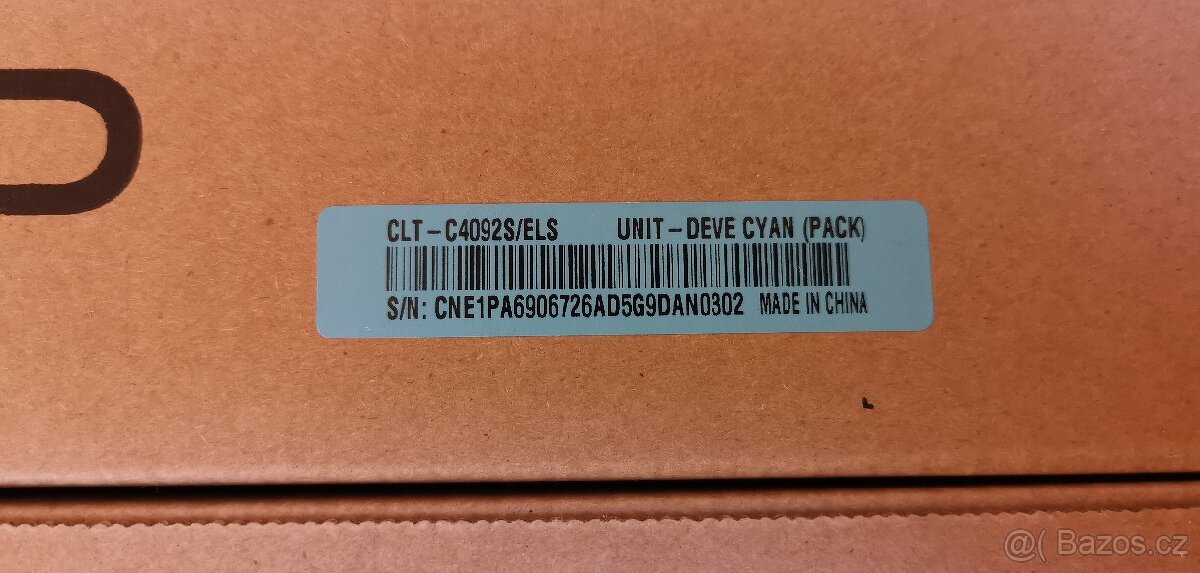 CLT-C4092S/ELS UNIT-DEVE CYAN (PACK)
S/N: CNE1PA6906726AD5G9DAN0302 MADE IN CHINA
@( Bazos.cz